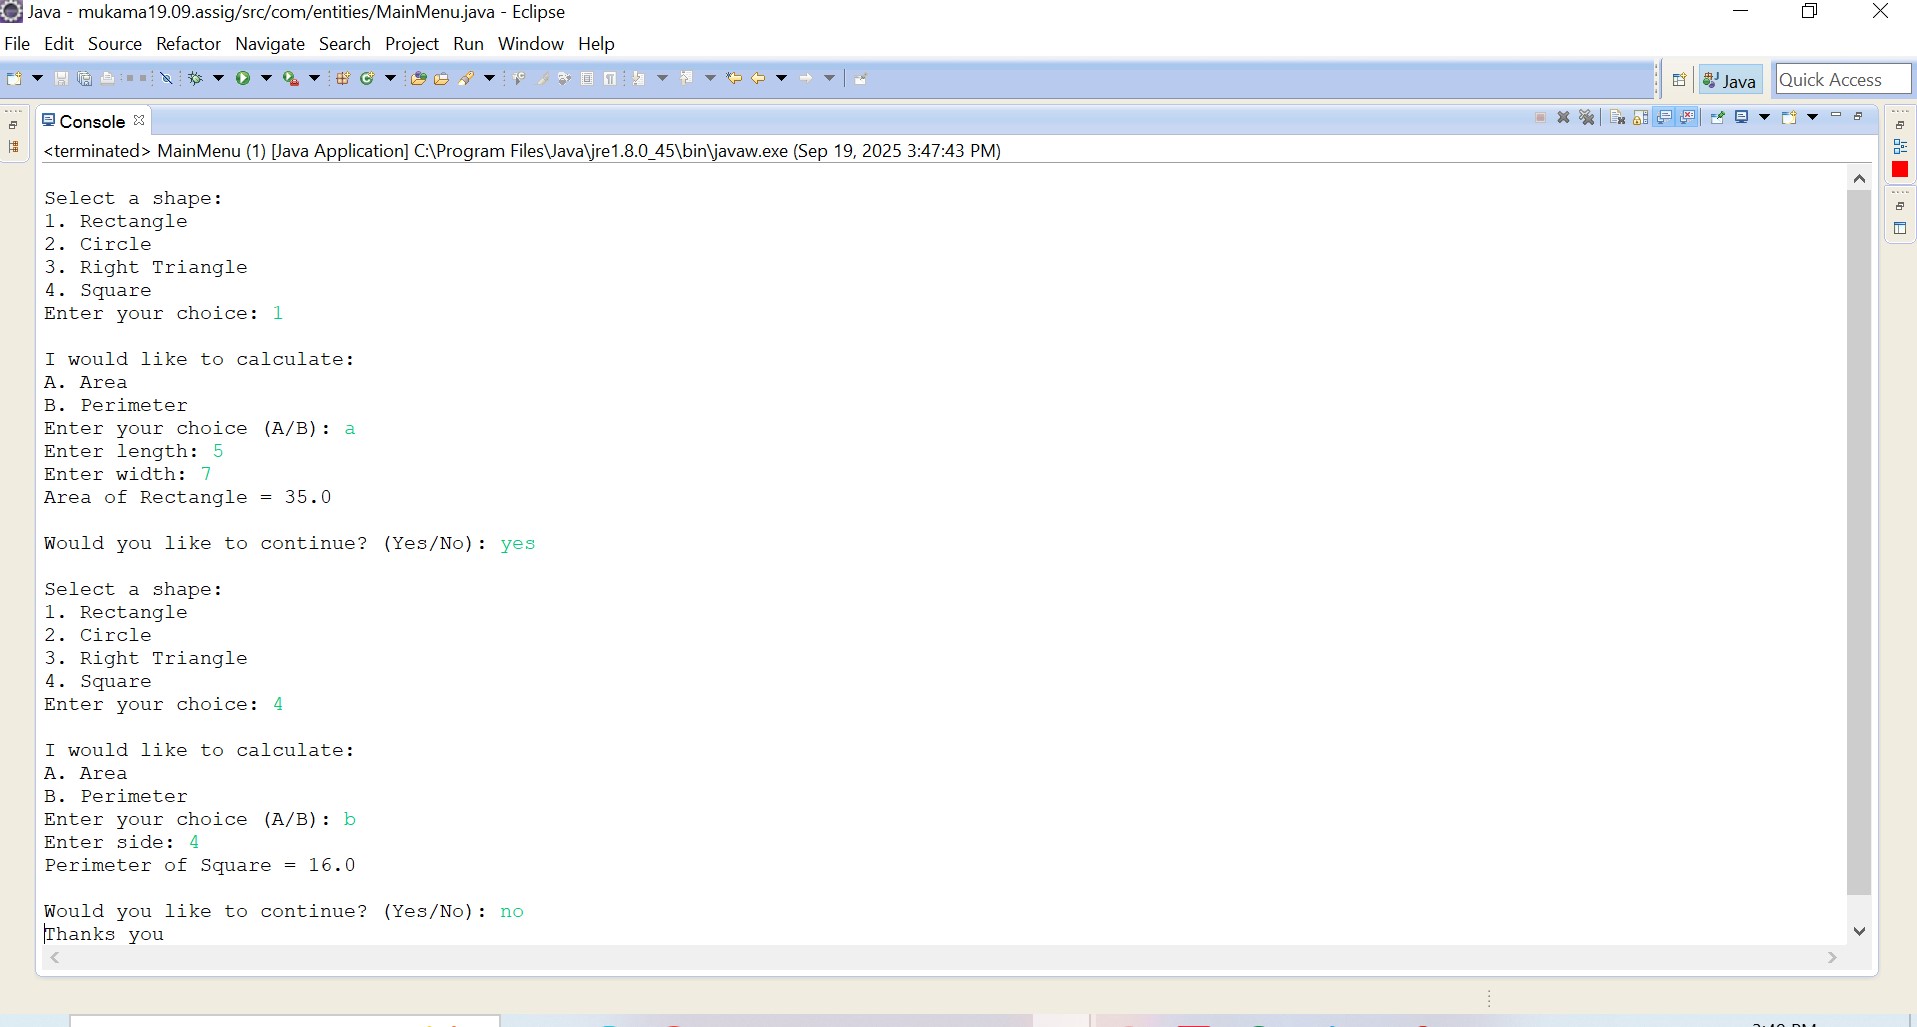 Java - mukama19.09.assig/src/com/entities/MainMenu.java - Eclipse
File Edit Source Refactor Navigate Search Project Run Window Help
Java
Quick Access
Console
<terminated> MainMenu (1) [Java Application] C:\Program Files\Java\jre1.8.0_45\bin\javaw.exe (Sep 19, 2025 3:47:43 PM)
Select a shape:
1. Rectangle
2. Circle
3. Right Triangle
4. Square
Enter your choice: 1
I would like to calculate:
A. Area
B. Perimeter
Enter your choice (A/B): a
Enter length: 5
Enter width: 7
Area of Rectangle = 35.0
Would you like to continue? (Yes/No): yes
Select a shape:
1. Rectangle
2. Circle
3. Right Triangle
4. Square
Enter your choice: 4
I would like to calculate:
A. Area
B. Perimeter
Enter your choice (A/B): b
Enter side: 4
Perimeter of Square = 16.0
Would you like to continue? (Yes/No): no
Thanks you